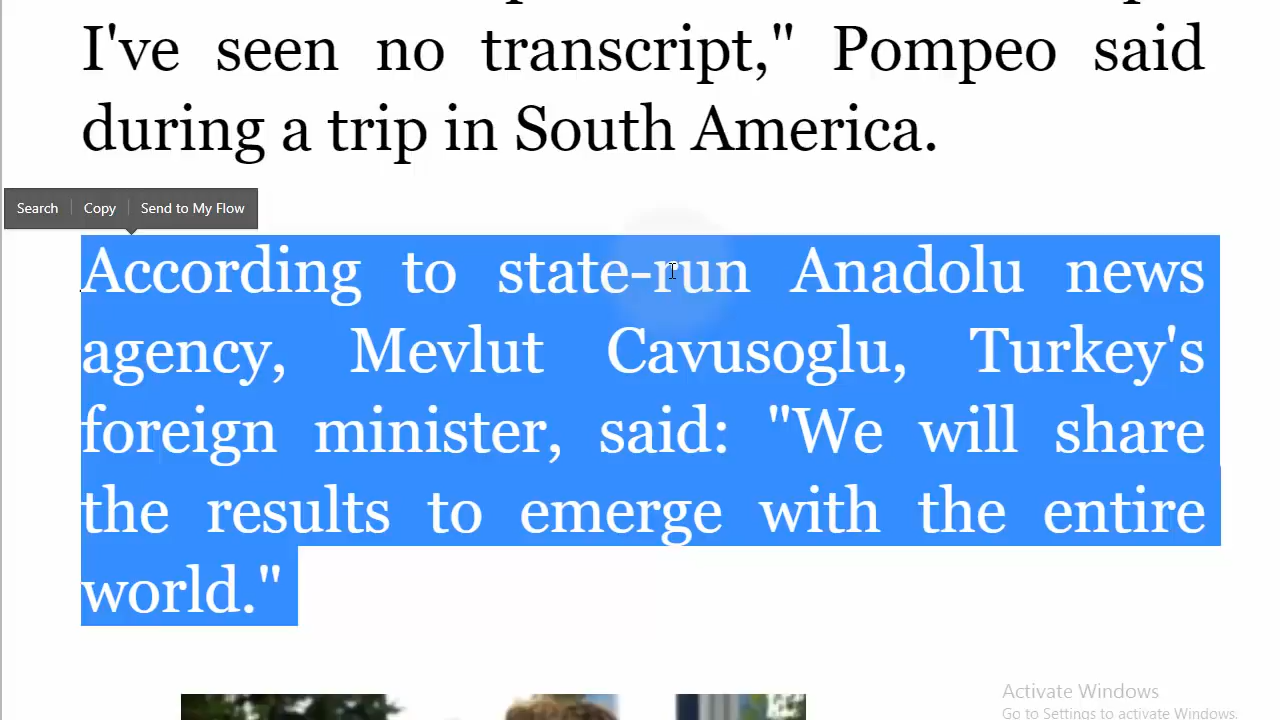 I've seen no transcript," Pompeo said
during a trip in South America.
Search Copy Send to My Flow
According to state-run Anadolu news
agency, Mevlut Cavusoglu, Turkey's
foreign minister, said: "We will share
the results to emerge with the entire
world."
Activate Windows
Go to Settings to activate Windows.